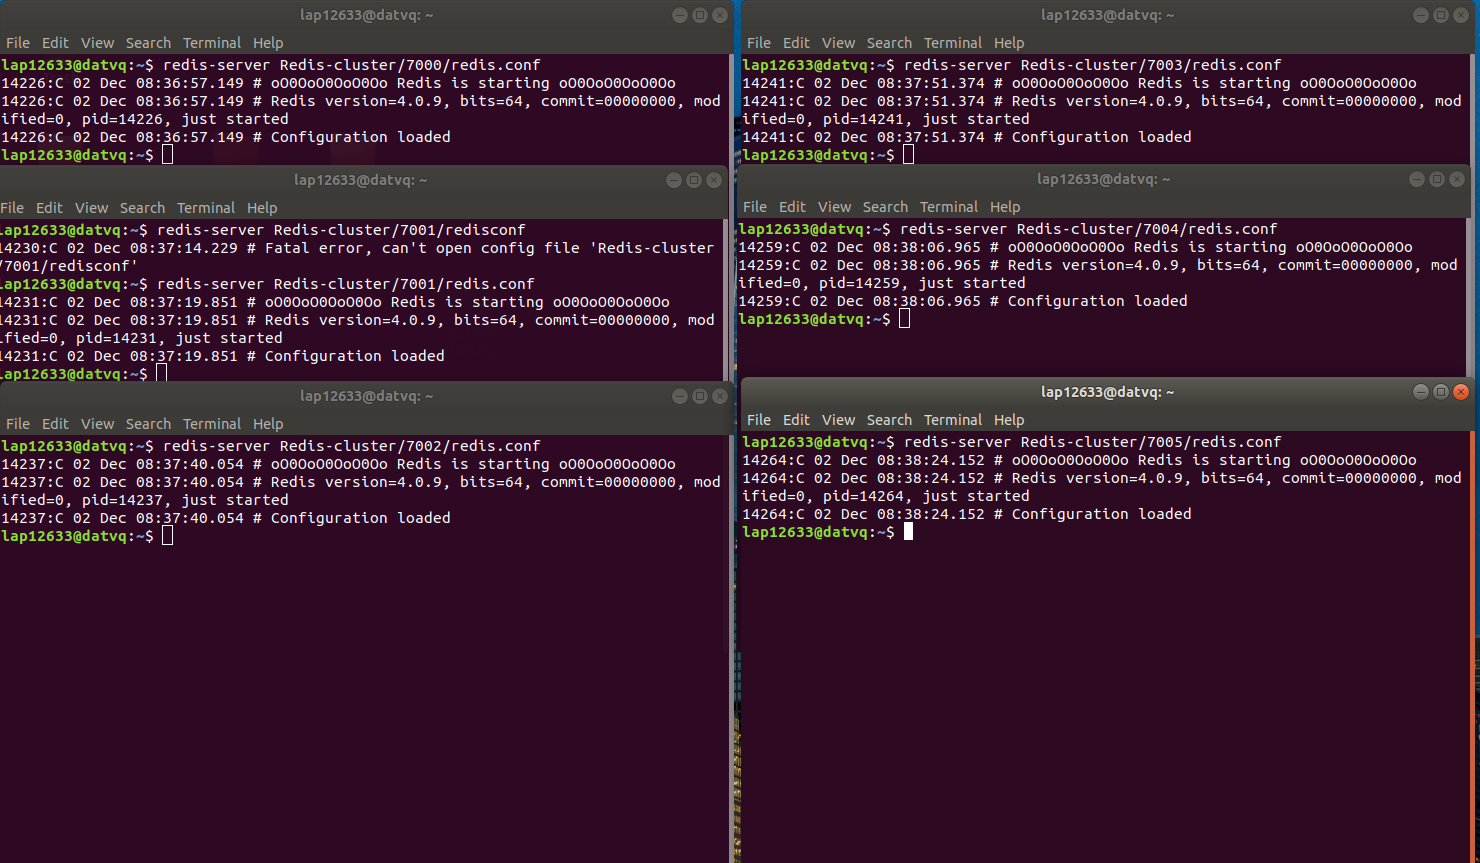 lap12633@datvq: ~
File Edit View Search Terminal Help
lap12633@datvq:~$ redis-server Redis-cluster/7000/redis.conf
14226:C 02 Dec 08:36:57.149 # oO0OoO0OoO0Oo Redis is starting oO0OoO0OoO0Oo
14226:C 02 Dec 08:36:57.149 # Redis version=4.0.9, bits=64, commit=00000000, mod
ified=0, pid=14226, just started
14226:C 02 Dec 08:36:57.149 # Configuration loaded
lap12633@datvq:~$
lap12633@datvq: ~
File Edit View Search Terminal Help
lap12633@datvq:~$ redis-server Redis-cluster/7001/redisconf
14230:C 02 Dec 08:37:14.229 # Fatal error, can't open config file 'Redis-cluster
/7001/redisconf'
lap12633@datvq:~$ redis-server Redis-cluster/7001/redis.conf
14231:C 02 Dec 08:37:19.851 # oO0OoO0OoO0Oo Redis is starting oO0OoO0OoO0Oo
14231:C 02 Dec 08:37:19.851 # Redis version=4.0.9, bits=64, commit=00000000, mod
ified=0, pid=14231, just started
14231:C 02 Dec 08:37:19.851 # Configuration loaded
lap12633@datvq:~$
lap12633@datvq: ~
File Edit View Search Terminal Help
lap12633@datvq:~$ redis-server Redis-cluster/7002/redis.conf
14237:C 02 Dec 08:37:40.054 # oO0OoO0OoO0Oo Redis is starting oO0OoO0OoO0Oo
14237:C 02 Dec 08:37:40.054 # Redis version=4.0.9, bits=64, commit=00000000, mod
ified=0, pid=14237, just started
14237:C 02 Dec 08:37:40.054 # Configuration loaded
lap12633@datvq:~$
lap12633@datvq: ~
File Edit View Search Terminal Help
lap12633@datvq:~$ redis-server Redis-cluster/7003/redis.conf
14241:C 02 Dec 08:37:51.374 # oO0OoO0OoO0Oo Redis is starting oO0OoO0OoO0Oo
14241:C 02 Dec 08:37:51.374 # Redis version=4.0.9, bits=64, commit=00000000, mod
ified=0, pid=14241, just started
14241:C 02 Dec 08:37:51.374 # Configuration loaded
lap12633@datvq:~$
lap12633@datvq: ~
File Edit View Search Terminal Help
lap12633@datvq:~$ redis-server Redis-cluster/7004/redis.conf
14259:C 02 Dec 08:38:06.965 # oO0OoO0OoO0Oo Redis is starting oO0OoO0OoO0Oo
14259:C 02 Dec 08:38:06.965 # Redis version=4.0.9, bits=64, commit=00000000, mod
ified=0, pid=14259, just started
14259:C 02 Dec 08:38:06.965 # Configuration loaded
lap12633@datvq:~$
lap12633@datvq: ~
File Edit View Search Terminal Help
lap12633@datvq:~$ redis-server Redis-cluster/7005/redis.conf
14264:C 02 Dec 08:38:24.152 # oO0OoO0OoO0Oo Redis is starting oO0OoO0OoO0Oo
14264:C 02 Dec 08:38:24.152 # Redis version=4.0.9, bits=64, commit=00000000, mod
ified=0, pid=14264, just started
14264:C 02 Dec 08:38:24.152 # Configuration loaded
lap12633@datvq:~$